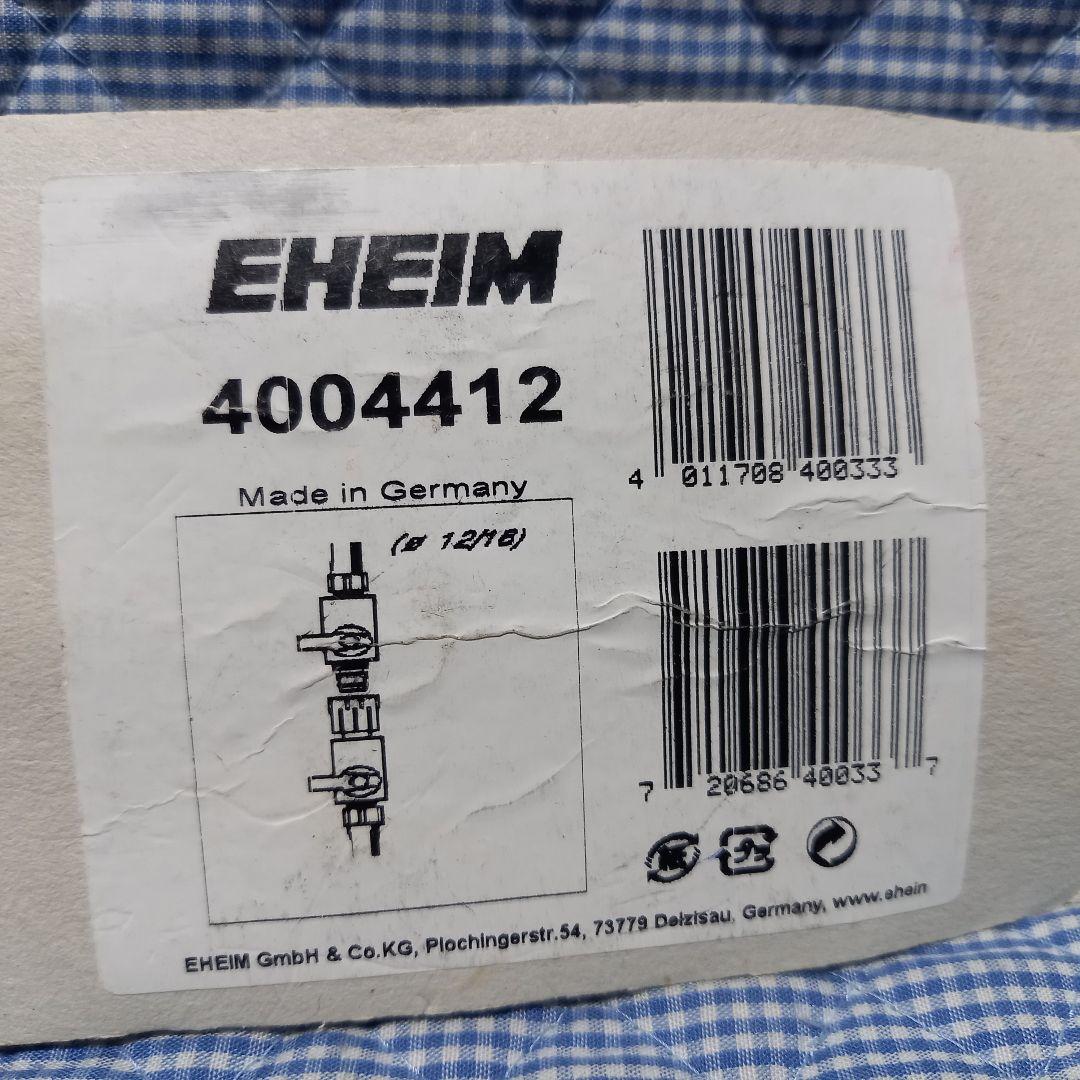 EHEIM
4004412
Made in Germany
(ø 12/16)
4 011708 400333
7 20686 40033 7
EHEIM GmbH & Co.KG, Plochingerstr.54, 73779 Deizisau, Germany, www.eheim